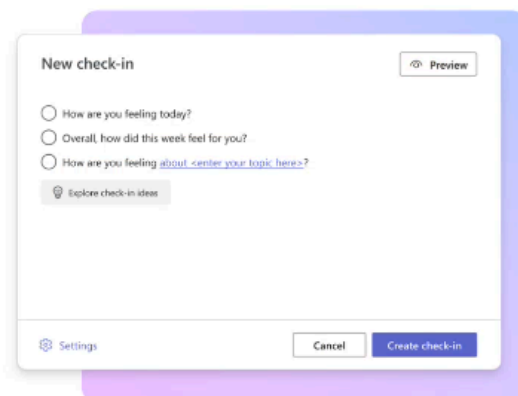 New check-in
Preview
How are you feeling today?
Overall, how did this week feel for you?
How are you feeling about <enter your topic here>?
Explore check-in ideas
Settings
Cancel
Create check-in